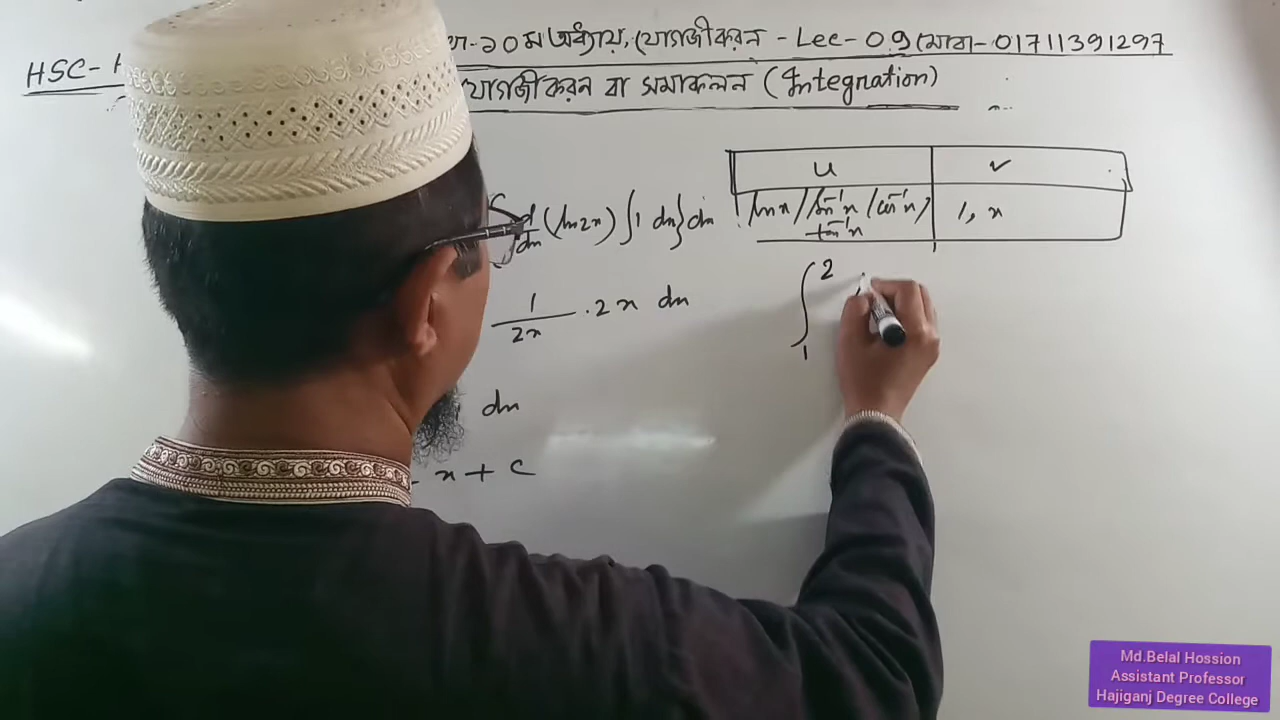 HSC-
১০ম অধ্যায়, যোগজীকরন - Lec-09 (মোবা- 01711391297
যোগজীকরন বা সমাকলন (Integration)
u v
lnx/sin⁻¹x/cos⁻¹x/ 1, x
tan⁻¹x
d/dx (ln2x) ∫1 dx} dx
1/2x · 2x dx
∫₁²
dx
x + c
Md.Belal Hossion
Assistant Professor
Hajiganj Degree College